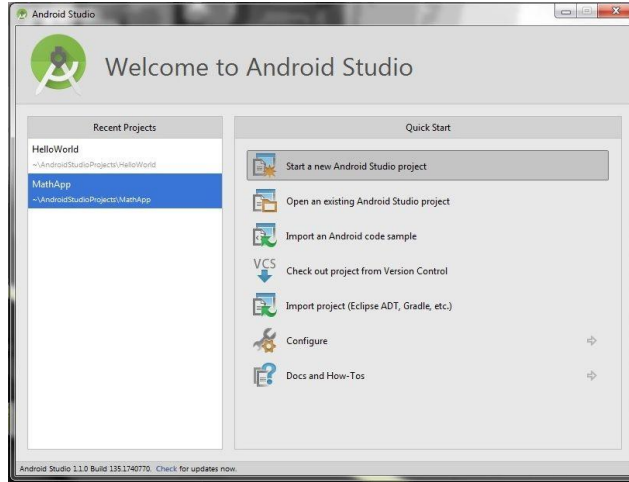 Android Studio
Welcome to Android Studio
Recent Projects
HelloWorld
~\AndroidStudioProjects\HelloWorld
MathApp
~\AndroidStudioProjects\MathApp
Quick Start
Start a new Android Studio project
Open an existing Android Studio project
Import an Android code sample
VCS
Check out project from Version Control
Import project (Eclipse ADT, Gradle, etc.)
Configure
Docs and How-Tos
Android Studio 1.1.0 Build 135.1740770. Check for updates now.